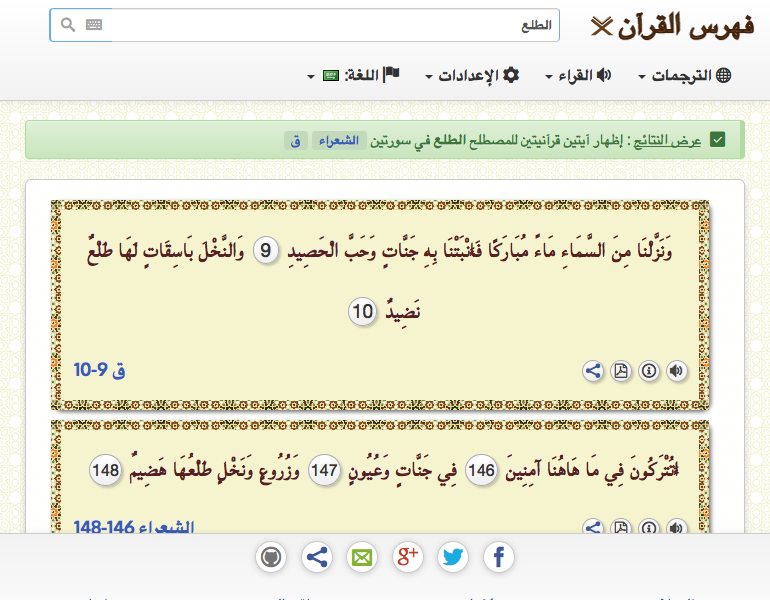 فهرس القرآن
الطلع
الترجمات
القراء
الإعدادات
اللغة:
عرض النتائج : إظهار آيتين قرآنيتين للمصطلح الطلع في سورتين الشعراء ق
وَنَزَّلْنَا مِنَ السَّمَاءِ مَاءً مُبَارَكًا فَأَنْبَتْنَا بِهِ جَنَّاتٍ وَحَبَّ الْحَصِيدِ 9 وَالنَّخْلَ بَاسِقَاتٍ لَهَا طَلْعٌ
نَضِيدٌ 10
ق 9-10
أَتُتْرَكُونَ فِي مَا هَاهُنَا آمِنِينَ 146 فِي جَنَّاتٍ وَعُيُونٍ 147 وَزُرُوعٍ وَنَخْلٍ طَلْعُهَا هَضِيمٌ 148
الشعراء 146-148